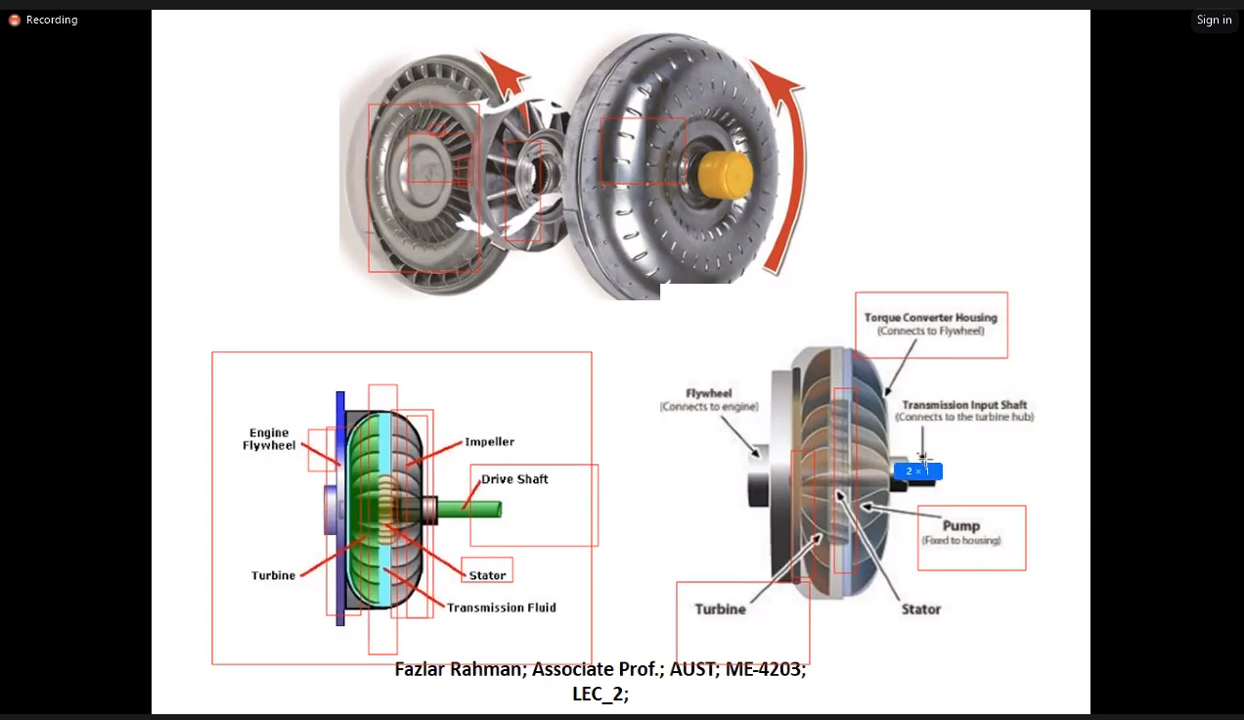 Recording
Sign in
Torque Converter Housing
(Connects to Flywheel)
Flywheel
(Connects to engine)
Transmission Input Shaft
(Connects to the turbine hub)
2 × 1
Pump
(Fixed to housing)
Turbine
Stator
Engine
Flywheel
Impeller
Drive Shaft
Turbine
Stator
Transmission Fluid
Fazlar Rahman; Associate Prof.; AUST; ME-4203;
LEC_2;